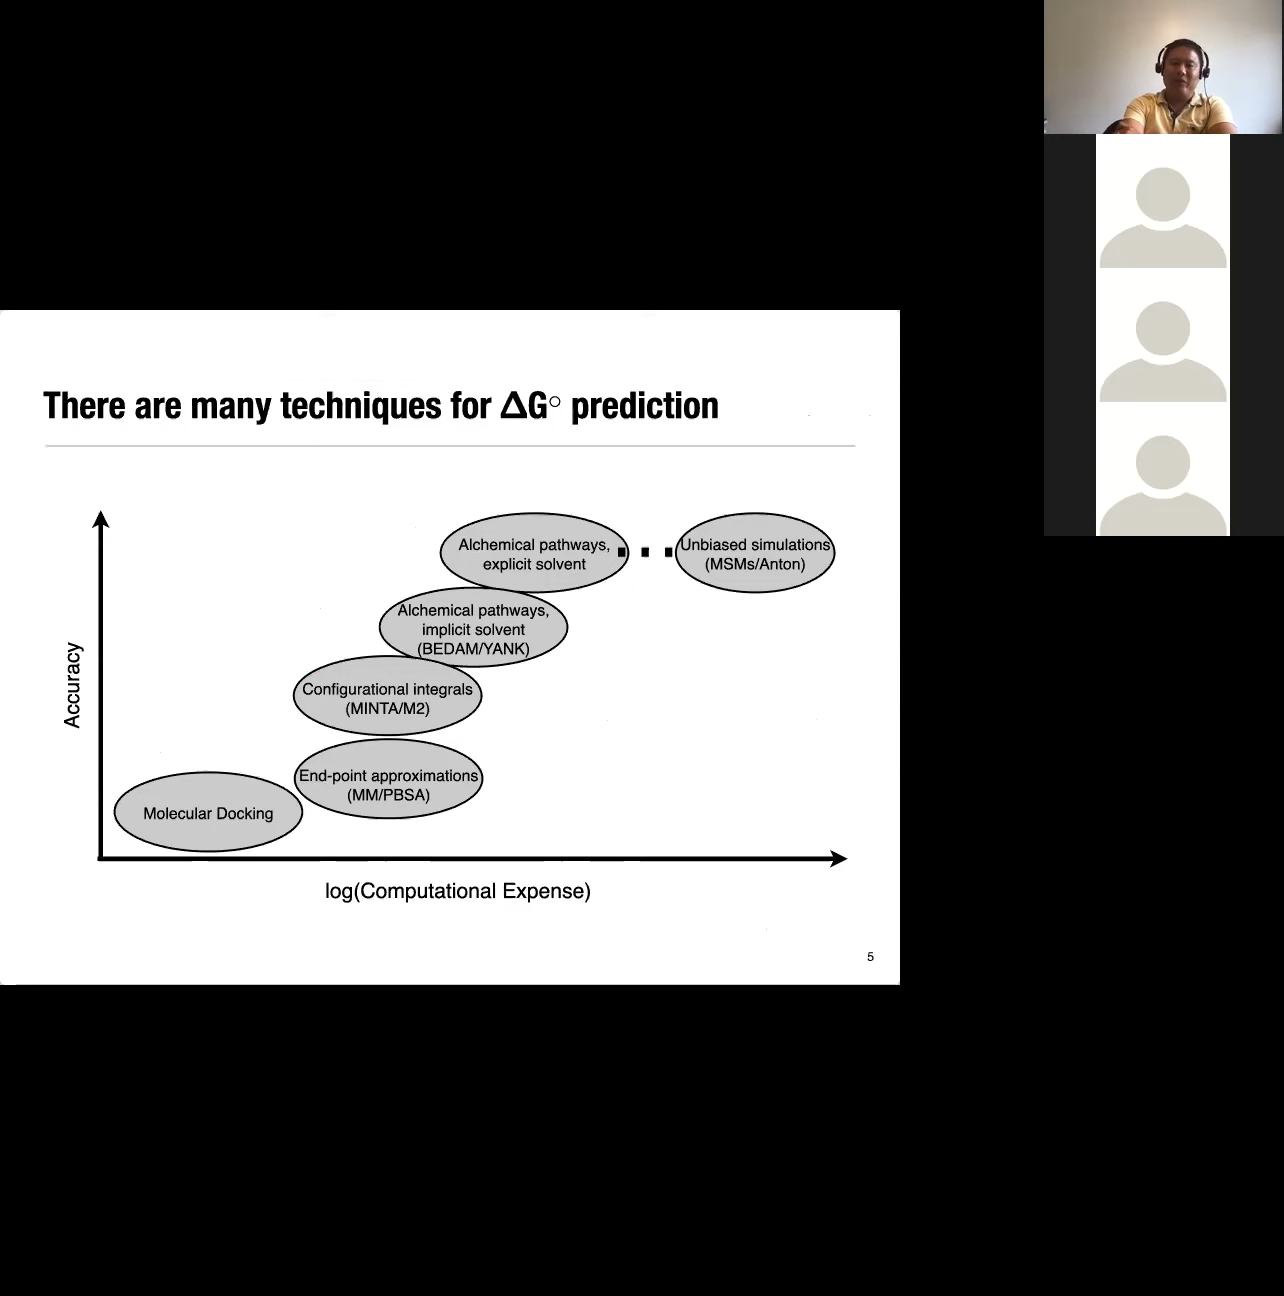 There are many techniques for ΔG○ prediction
Alchemical pathways,
explicit solvent
Unbiased simulations
(MSMs/Anton)
Alchemical pathways,
implicit solvent
(BEDAM/YANK)
Configurational integrals
(MINTA/M2)
End-point approximations
(MM/PBSA)
Molecular Docking
Accuracy
log(Computational Expense)
5